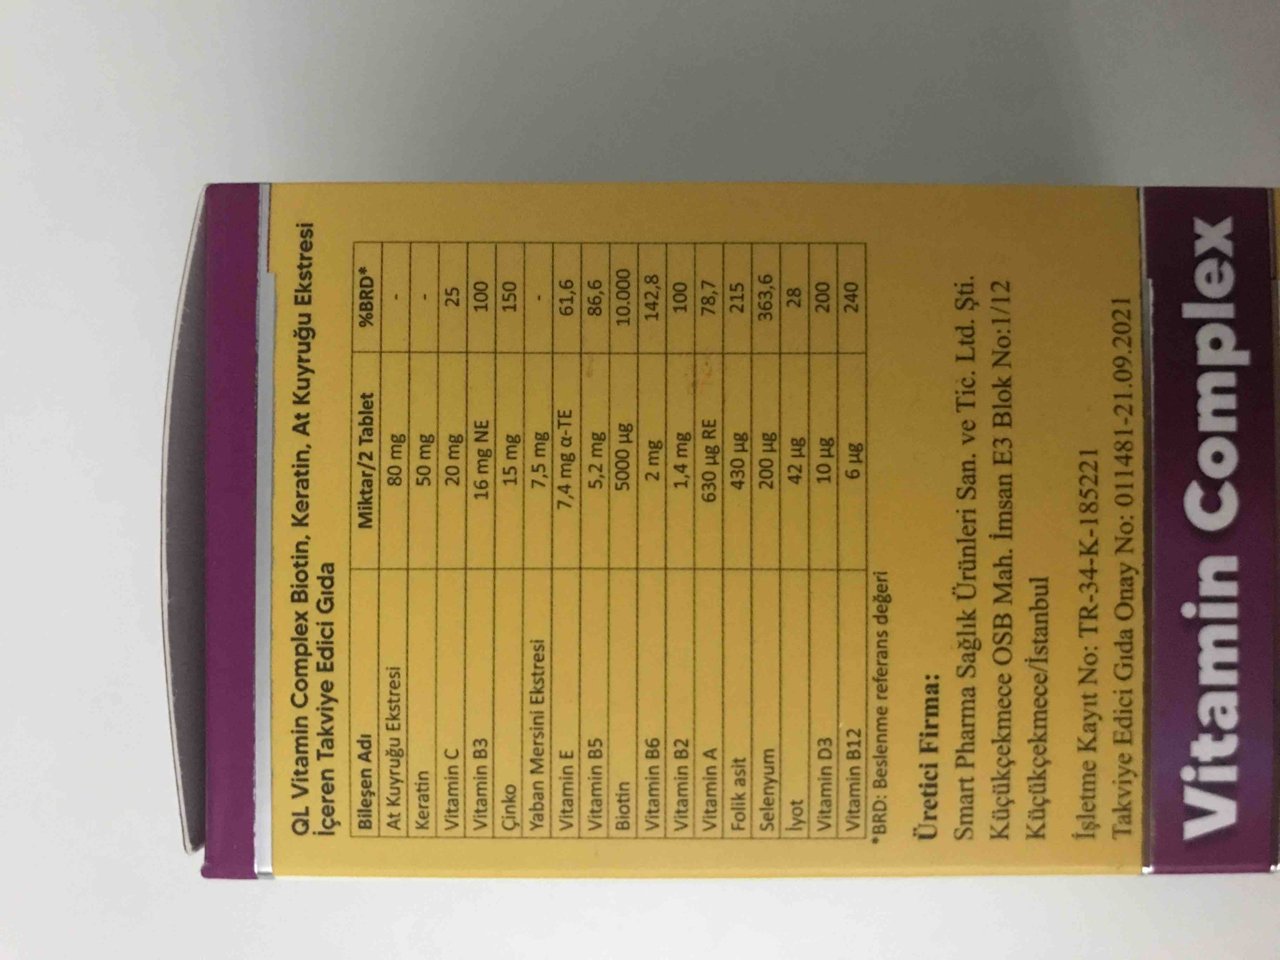 QL Vitamin Complex Biotin, Keratin, At Kuyruğu Ekstresi
İçeren Takviye Edici Gıda
Bileşen Adı Miktar/2 Tablet %BRD*
At Kuyruğu Ekstresi 80 mg -
Keratin 50 mg -
Vitamin C 20 mg 25
Vitamin B3 16 mg NE 100
Çinko 15 mg 150
Yaban Mersini Ekstresi 7,5 mg -
Vitamin E 7,4 mg α-TE 61,6
Vitamin B5 5,2 mg 86,6
Biotin 5000 µg 10.000
Vitamin B6 2 mg 142,8
Vitamin B2 1,4 mg 100
Vitamin A 630 µg RE 78,7
Folik asit 430 µg 215
Selenyum 200 µg 363,6
İyot 42 µg 28
Vitamin D3 10 µg 200
Vitamin B12 6 µg 240
*BRD: Beslenme referans değeri
Üretici Firma:
Smart Pharma Sağlık Ürünleri San. ve Tic. Ltd. Şti.
Küçükçekmece OSB Mah. İmsan E3 Blok No:1/12
Küçükçekmece/İstanbul
İşletme Kayıt No: TR-34-K-185221
Takviye Edici Gıda Onay No: 011481-21.09.2021
Vitamin Complex